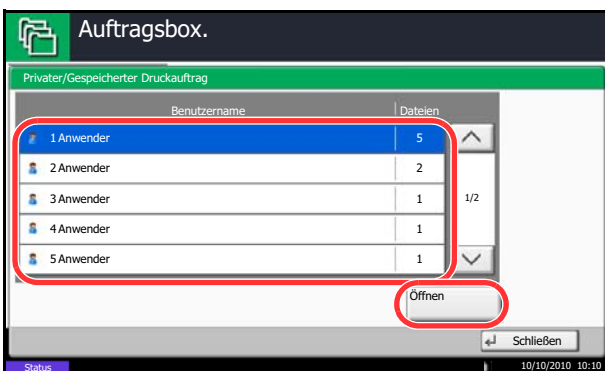 Auftragsbox.
Privater/Gespeicherter Druckauftrag
Benutzername Dateien
1 Anwender 5
2 Anwender 2
3 Anwender 1
1/2
4 Anwender 1
5 Anwender 1
Öffnen
Schließen
Status 10/10/2010 10:10